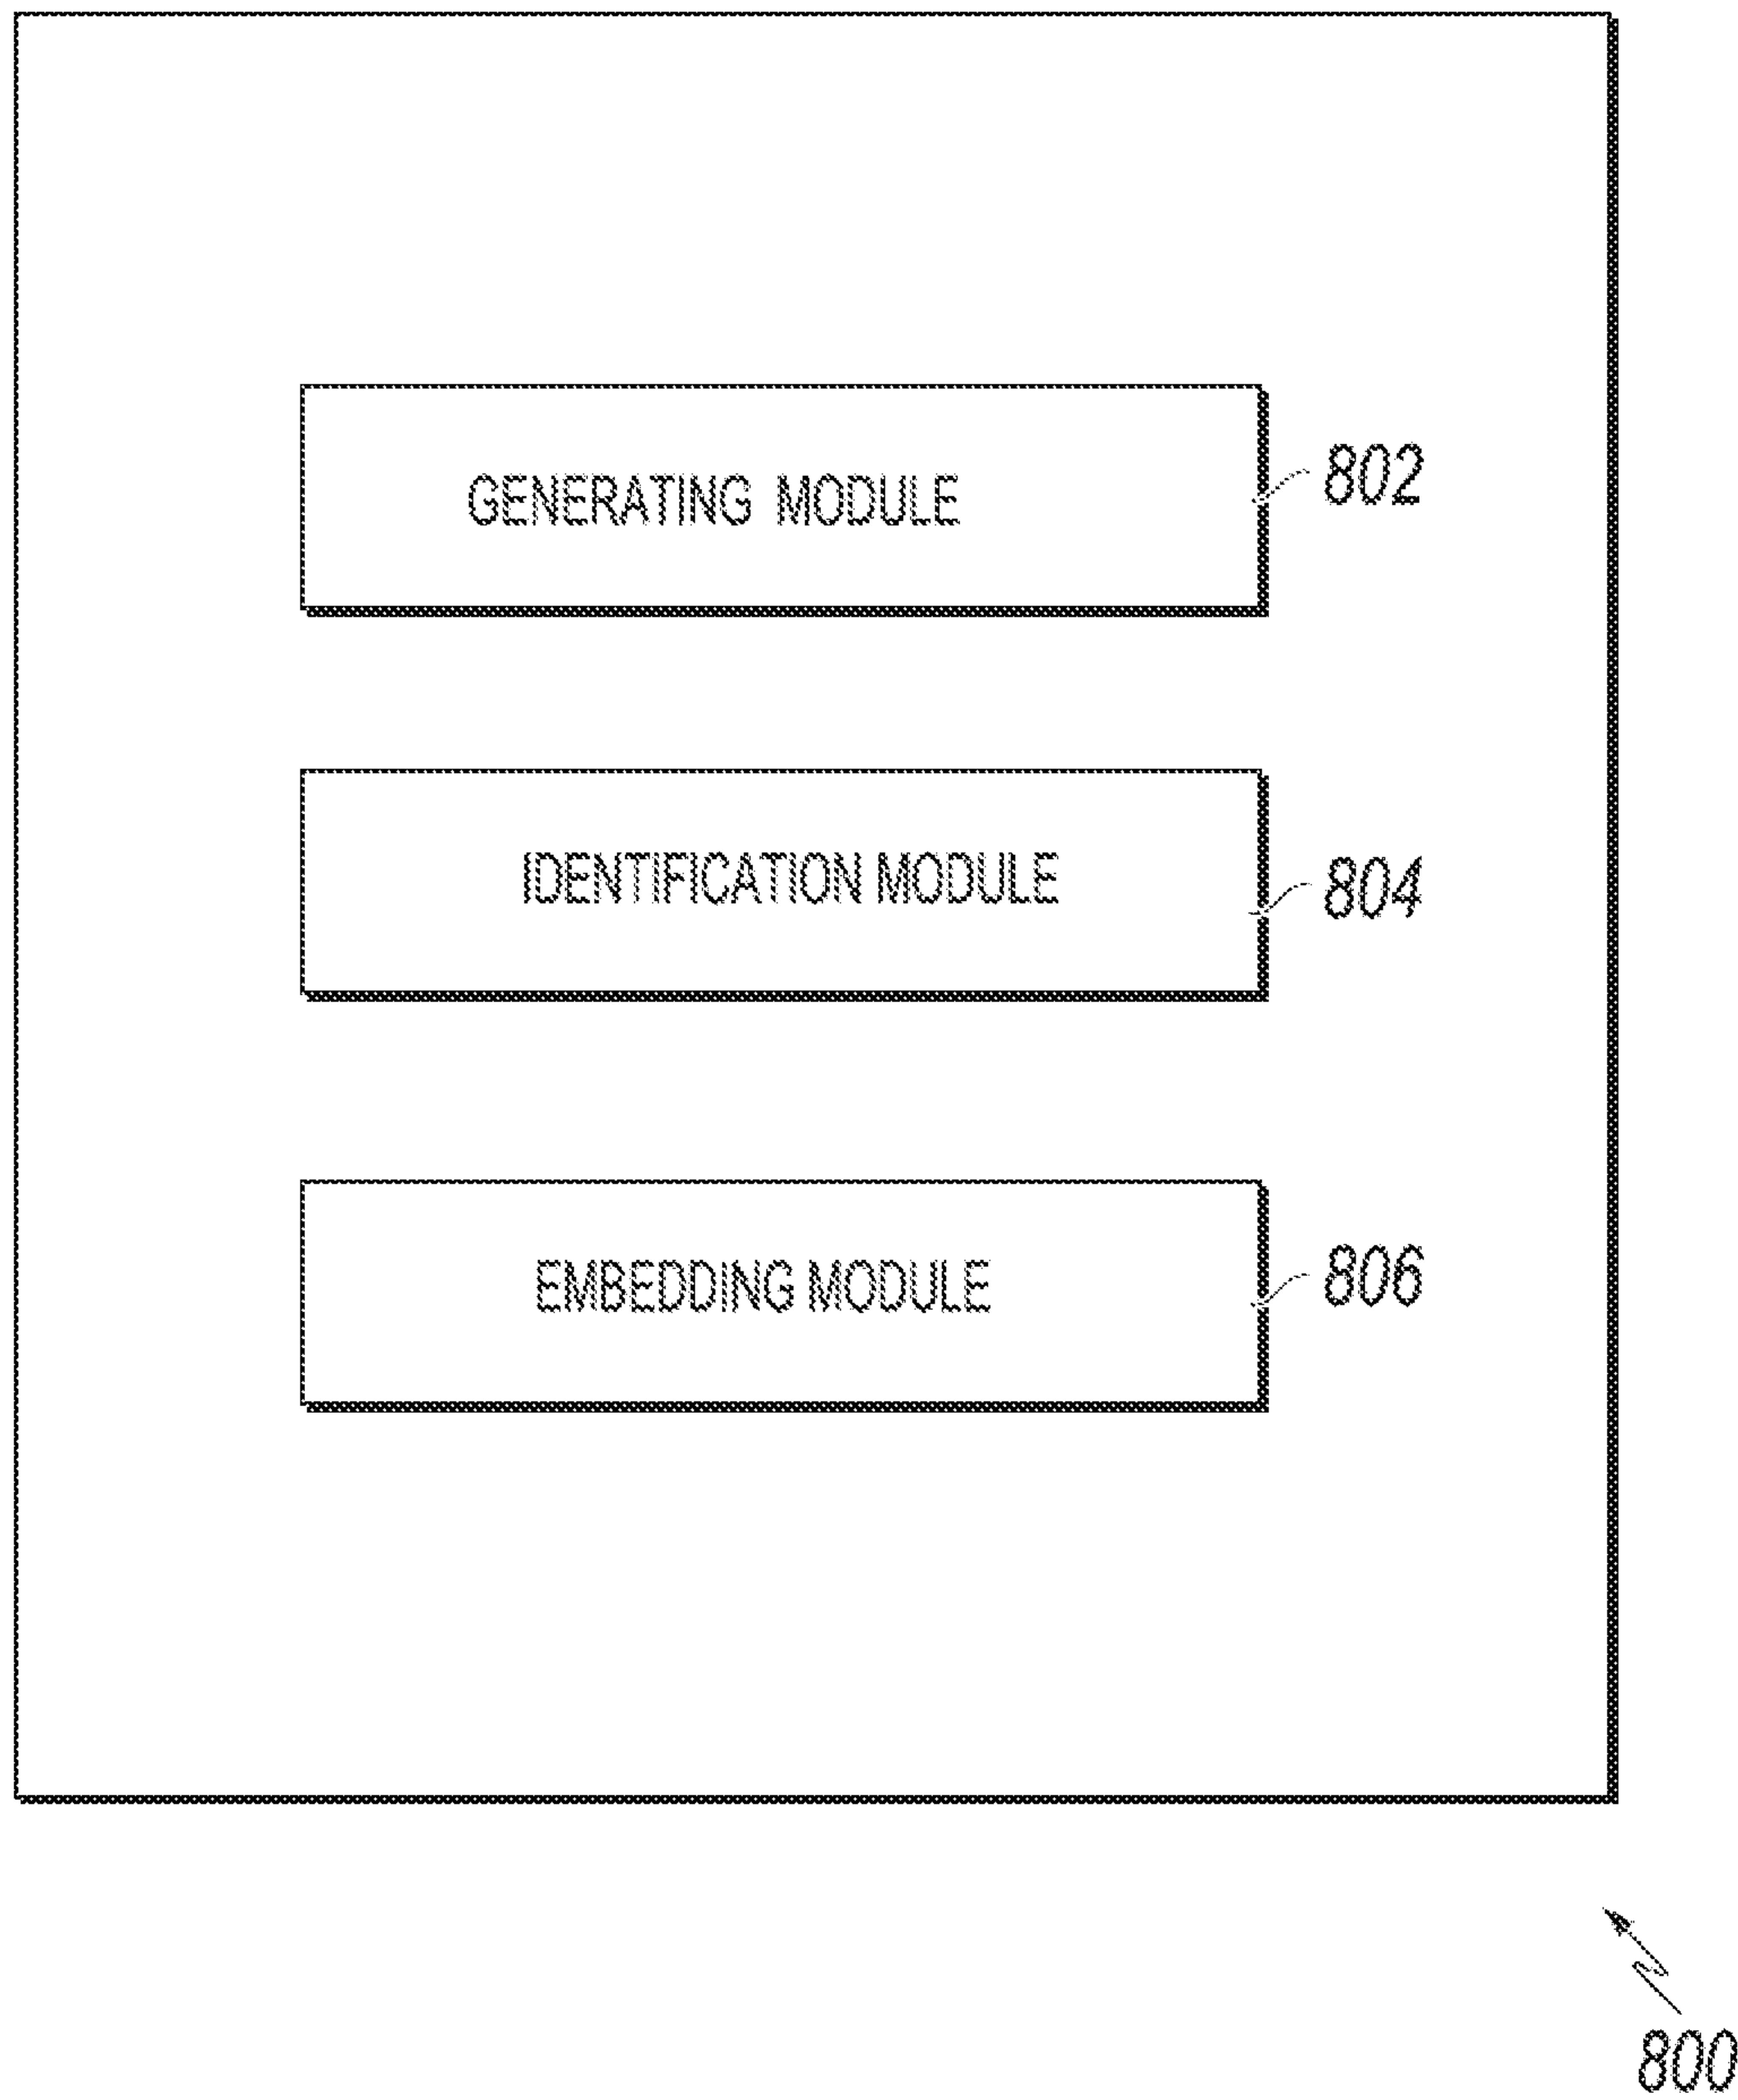 GENERATING MODULE
802
IDENTIFICATION MODULE
804
EMBEDDING MODULE
806
800